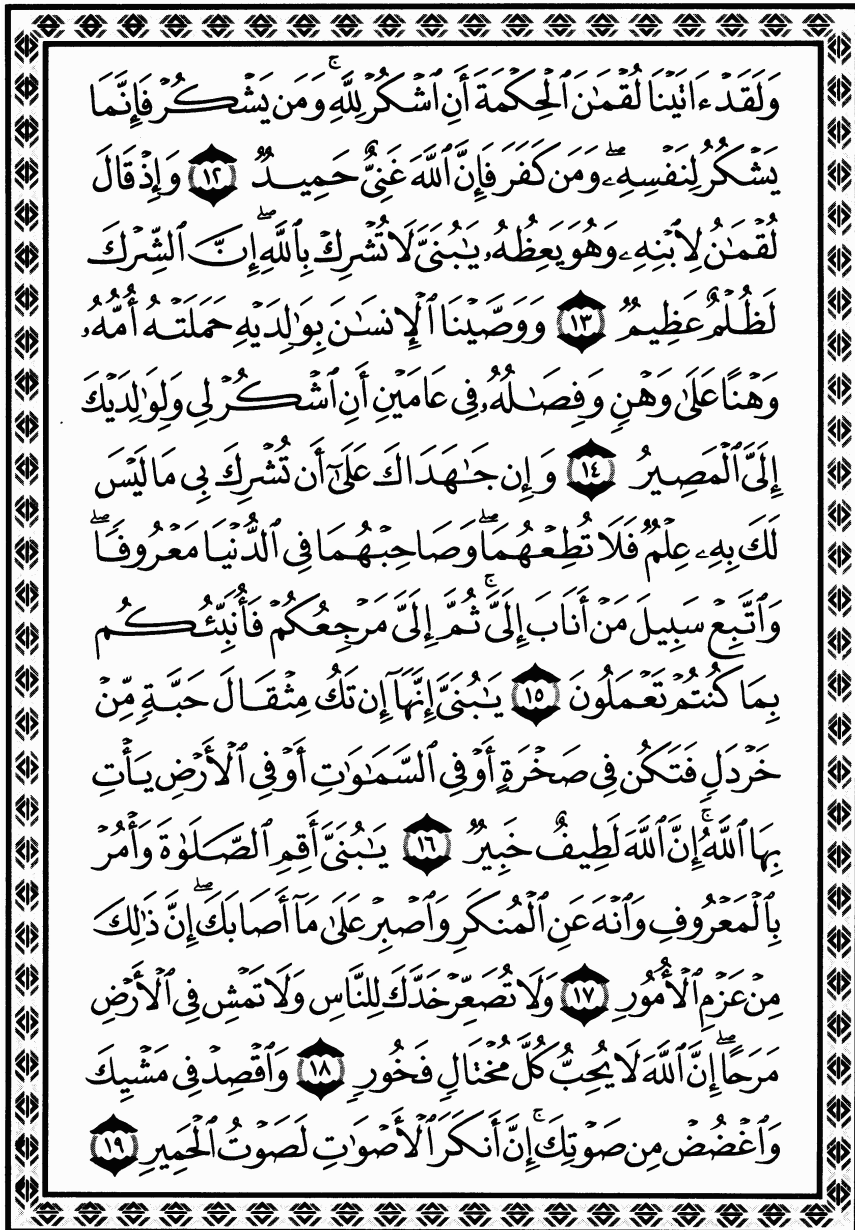 وَلَقَدۡ ءَاتَيۡنَا لُقۡمَٰنَ ٱلۡحِكۡمَةَ أَنِ ٱشۡكُرۡ لِلَّهِۚ وَمَن يَشۡكُرۡ فَإِنَّمَا
يَشۡكُرُ لِنَفۡسِهِۦۖ وَمَن كَفَرَ فَإِنَّ ٱللَّهَ غَنِيٌّ حَمِيدٞ ١٢ وَإِذۡ قَالَ
لُقۡمَٰنُ لِٱبۡنِهِۦ وَهُوَ يَعِظُهُۥ يَٰبُنَيَّ لَا تُشۡرِكۡ بِٱللَّهِۖ إِنَّ ٱلشِّرۡكَ
لَظُلۡمٌ عَظِيمٞ ١٣ وَوَصَّيۡنَا ٱلۡإِنسَٰنَ بِوَٰلِدَيۡهِ حَمَلَتۡهُ أُمُّهُۥ
وَهۡنًا عَلَىٰ وَهۡنٖ وَفِصَٰلُهُۥ فِي عَامَيۡنِ أَنِ ٱشۡكُرۡ لِي وَلِوَٰلِدَيۡكَ
إِلَيَّ ٱلۡمَصِيرُ ١٤ وَإِن جَٰهَدَاكَ عَلَىٰٓ أَن تُشۡرِكَ بِي مَا لَيۡسَ
لَكَ بِهِۦ عِلۡمٞ فَلَا تُطِعۡهُمَاۖ وَصَاحِبۡهُمَا فِي ٱلدُّنۡيَا مَعۡرُوفٗاۖ
وَٱتَّبِعۡ سَبِيلَ مَنۡ أَنَابَ إِلَيَّۚ ثُمَّ إِلَيَّ مَرۡجِعُكُمۡ فَأُنَبِّئُكُم
بِمَا كُنتُمۡ تَعۡمَلُونَ ١٥ يَٰبُنَيَّ إِنَّهَآ إِن تَكُ مِثۡقَالَ حَبَّةٖ مِّنۡ
خَرۡدَلٖ فَتَكُن فِي صَخۡرَةٍ أَوۡ فِي ٱلسَّمَٰوَٰتِ أَوۡ فِي ٱلۡأَرۡضِ يَأۡتِ
بِهَا ٱللَّهُۚ إِنَّ ٱللَّهَ لَطِيفٌ خَبِيرٞ ١٦ يَٰبُنَيَّ أَقِمِ ٱلصَّلَوٰةَ وَأۡمُرۡ
بِٱلۡمَعۡرُوفِ وَٱنۡهَ عَنِ ٱلۡمُنكَرِ وَٱصۡبِرۡ عَلَىٰ مَآ أَصَابَكَۖ إِنَّ ذَٰلِكَ
مِنۡ عَزۡمِ ٱلۡأُمُورِ ١٧ وَلَا تُصَعِّرۡ خَدَّكَ لِلنَّاسِ وَلَا تَمۡشِ فِي ٱلۡأَرۡضِ
مَرَحًاۖ إِنَّ ٱللَّهَ لَا يُحِبُّ كُلَّ مُخۡتَالٖ فَخُورٖ ١٨ وَٱقۡصِدۡ فِي مَشۡيِكَ
وَٱغۡضُضۡ مِن صَوۡتِكَۚ إِنَّ أَنكَرَ ٱلۡأَصۡوَٰتِ لَصَوۡتُ ٱلۡحَمِيرِ ١٩